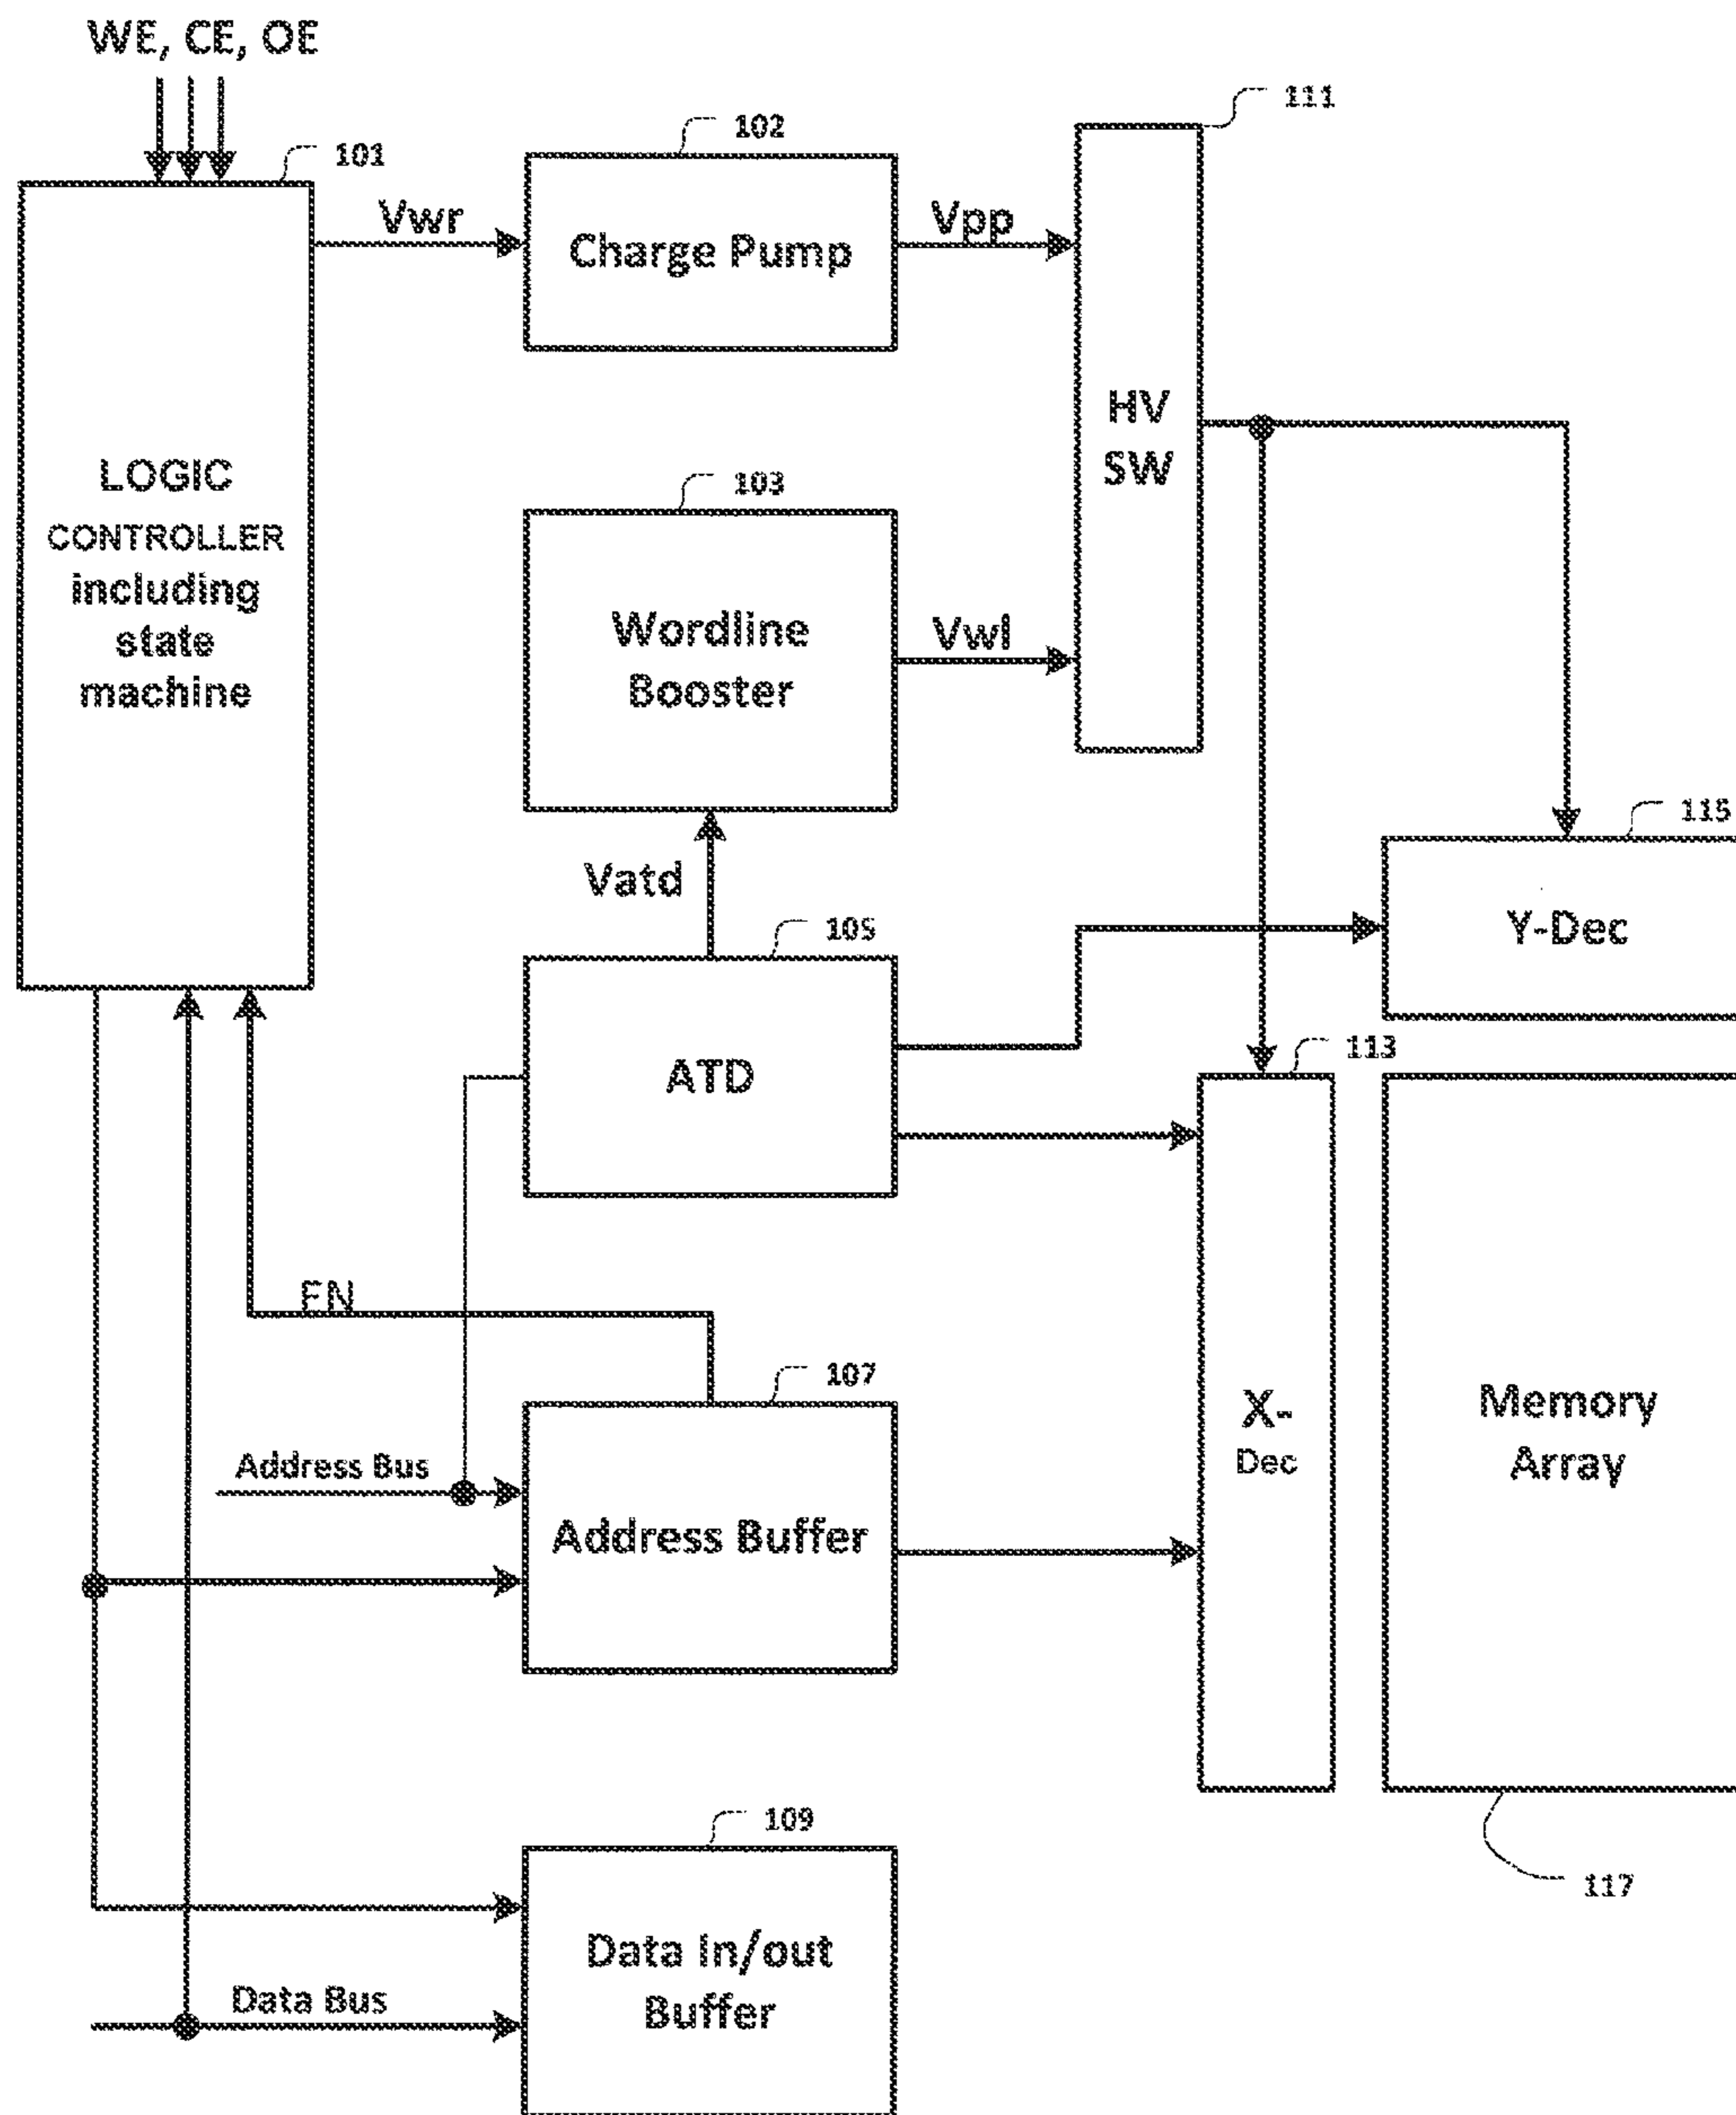 WE, CE, OE
111
102
101
Vwr
Vpp
Charge Pump
HV
SW
LOGIC
CONTROLLER
including
state
machine
103
Wordline
Booster
Vwl
115
Vatd
105
Y-Dec
113
ATD
EN
107
Address Bus
X-
Dec
Memory
Array
Address Buffer
109
117
Data In/out
Buffer
Data Bus